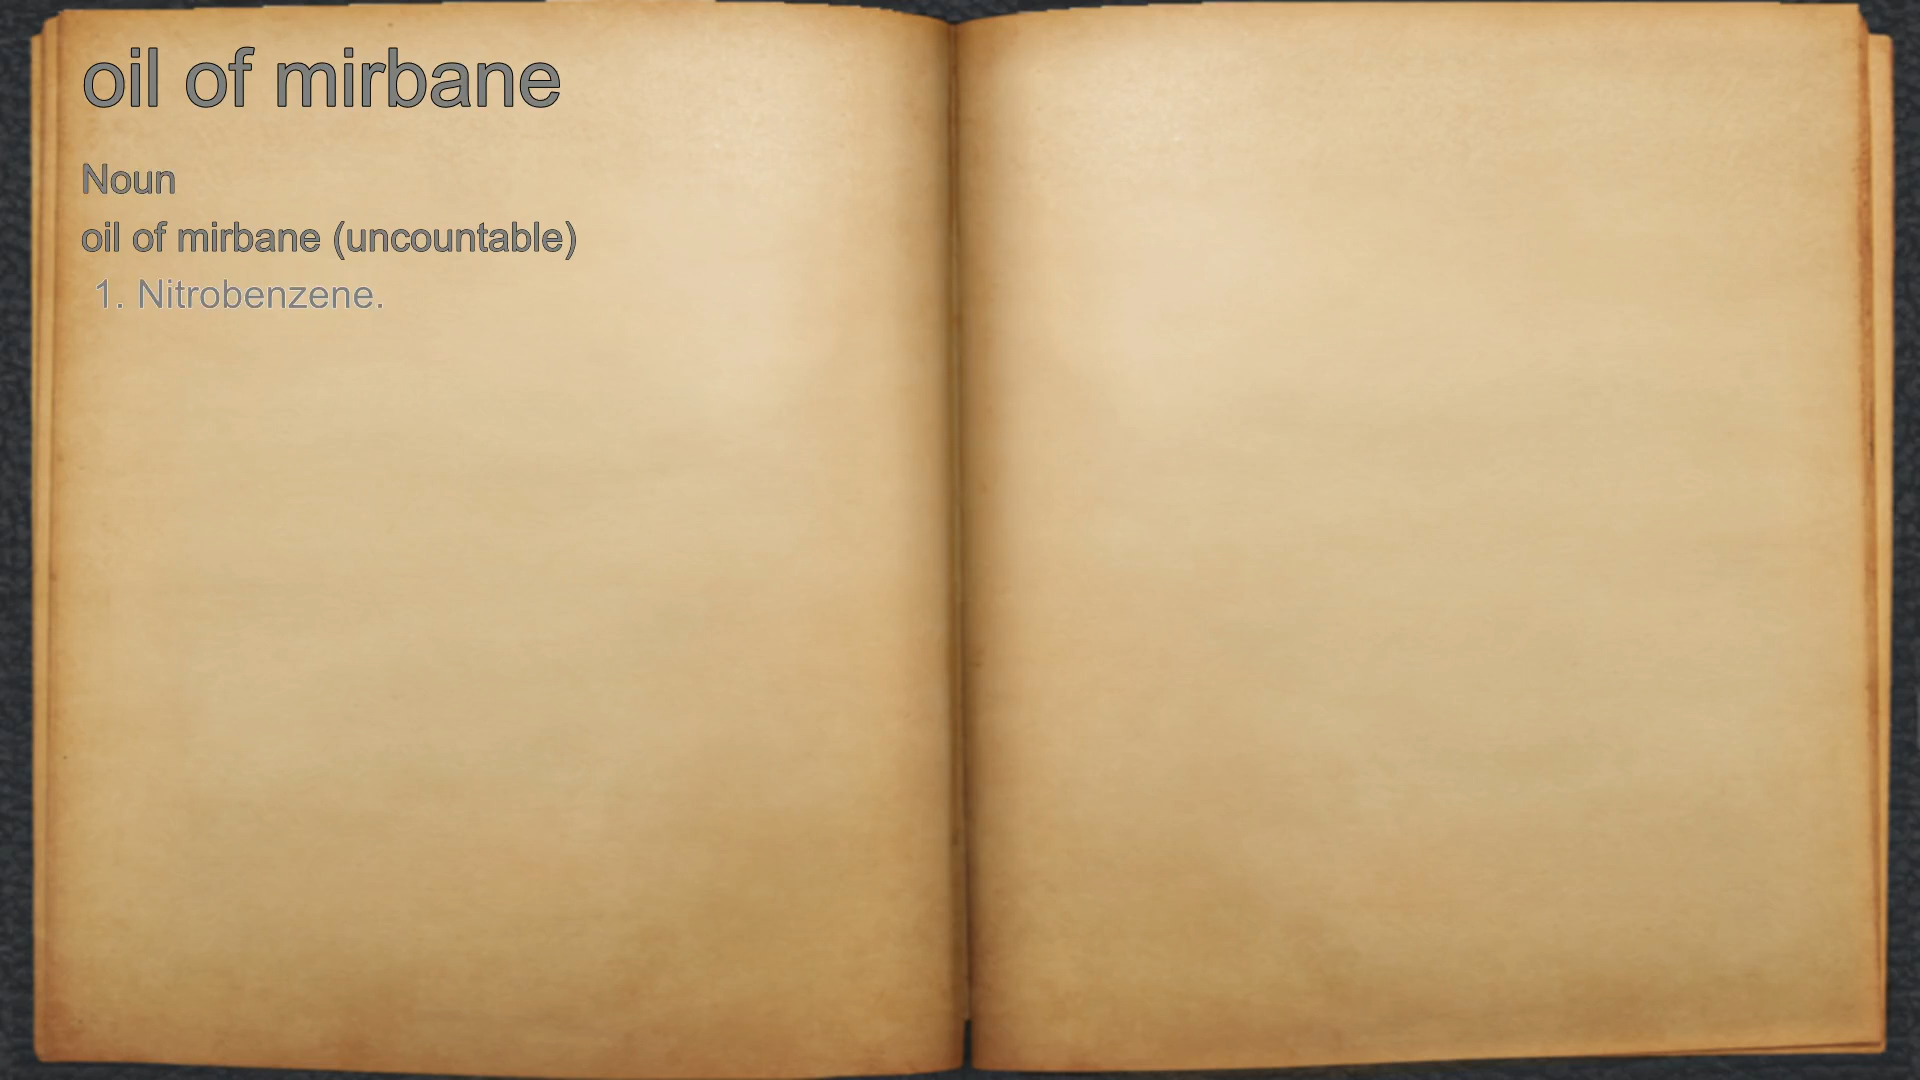 oil of mirbane
Noun
oil of mirbane (uncountable)
1. Nitrobenzene.